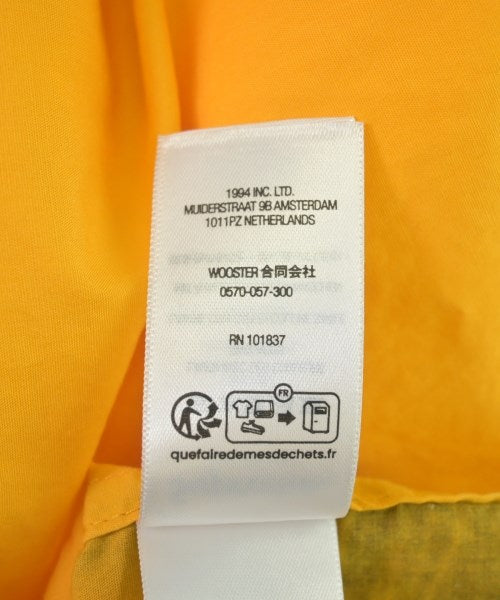 1994 INC. LTD.
MUIDERSTRAAT 9B AMSTERDAM
1011PZ NETHERLANDS
WOOSTER 合同会社
0570-057-300
RN 101837
FR
quefairedemesdechets.fr